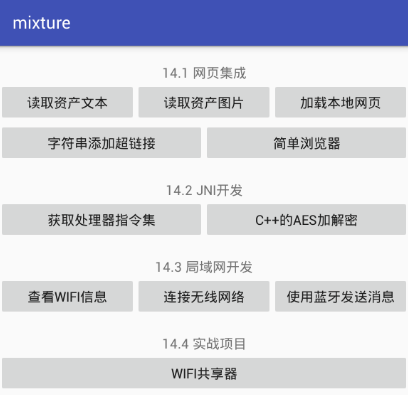 mixture
14.1 网页集成
读取资产文本 读取资产图片 加载本地网页
字符串添加超链接 简单浏览器
14.2 JNI开发
获取处理器指令集 C++的AES加解密
14.3 局域网开发
查看WIFI信息 连接无线网络 使用蓝牙发送消息
14.4 实战项目
WIFI共享器